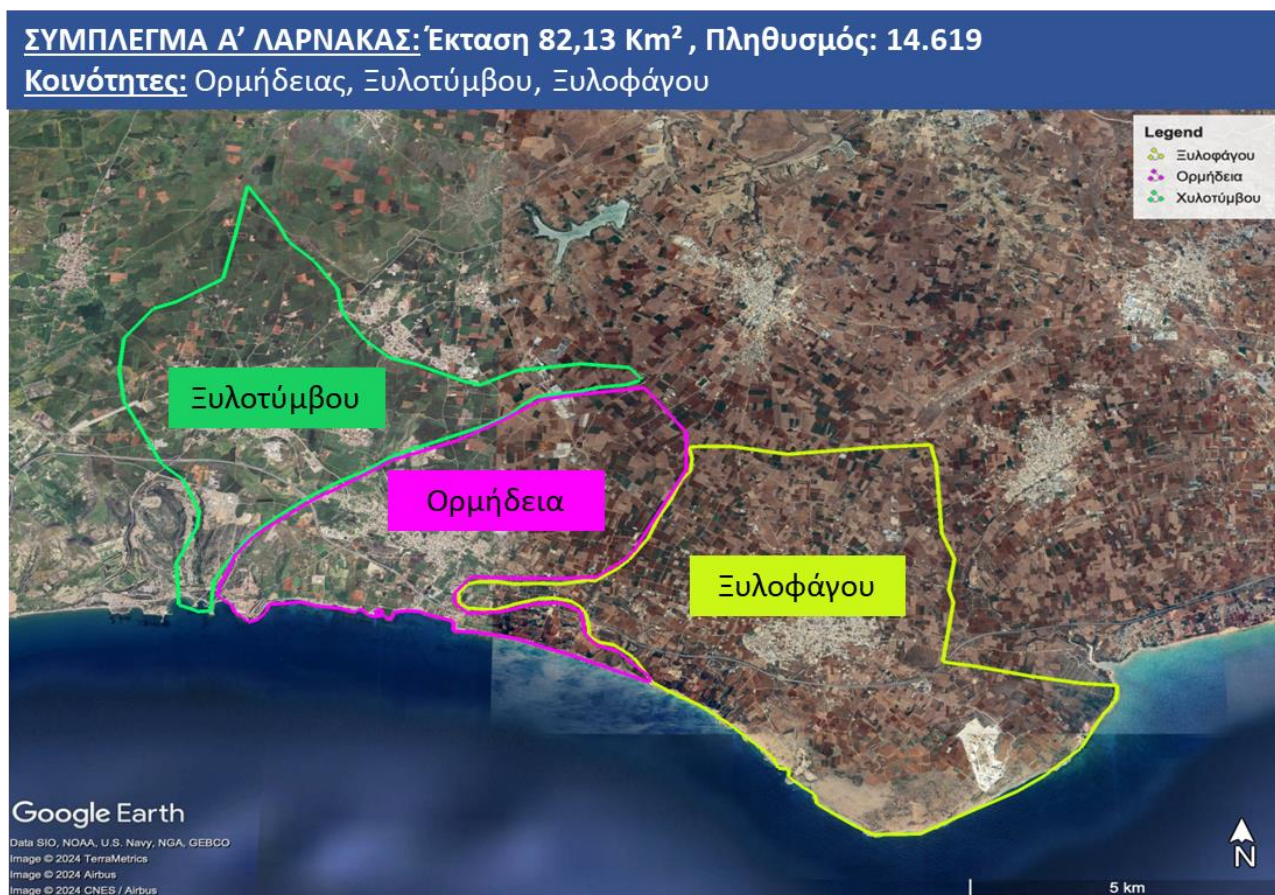 ΣΥΜΠΛΕΓΜΑ Α’ ΛΑΡΝΑΚΑΣ: Έκταση 82,13 Km² , Πληθυσμός: 14.619
Κοινότητες: Ορμήδειας, Ξυλοτύμβου, Ξυλοφάγου
Legend
Ξυλοφάγου
Ορμήδεια
Χυλοτύμβου
Ξυλοτύμβου
Ορμήδεια
Ξυλοφάγου
Google Earth
Data SIO, NOAA, U.S. Navy, NGA, GEBCO
Image © 2024 TerraMetrics
Image © 2024 Airbus
Image © 2024 CNES / Airbus
N
5 km